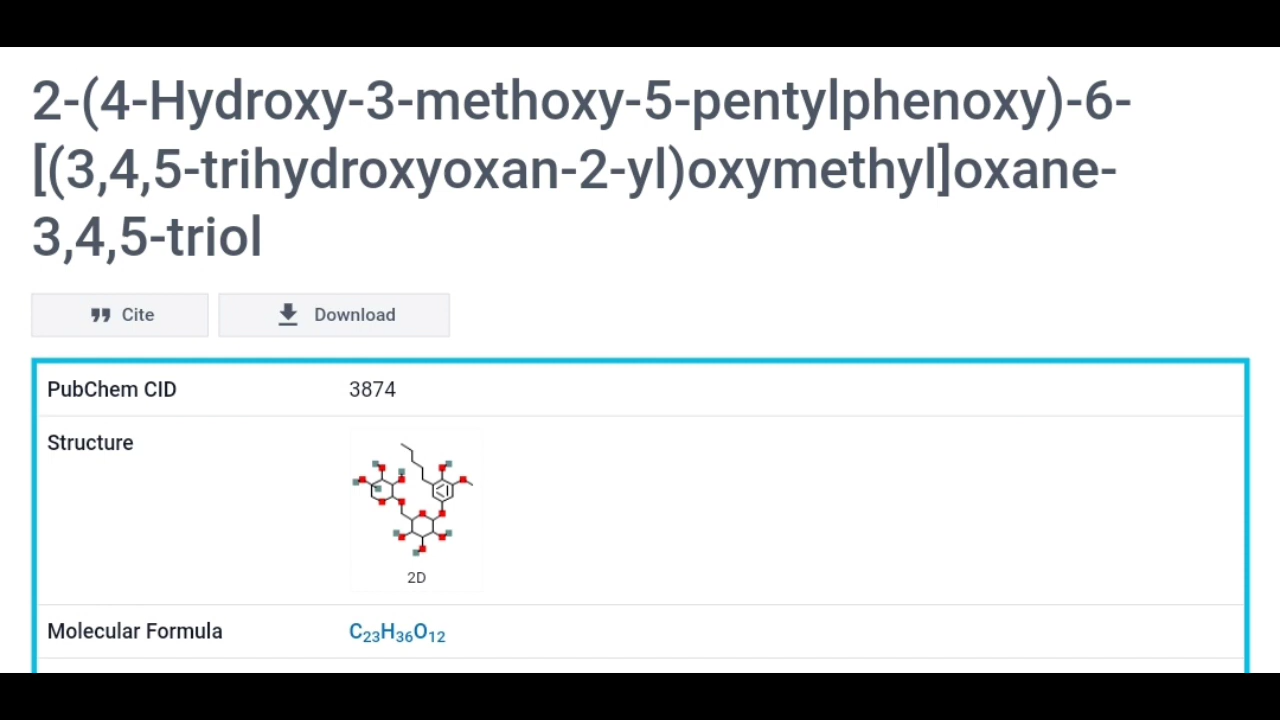 2-(4-Hydroxy-3-methoxy-5-pentylphenoxy)-6-
[(3,4,5-trihydroxyoxan-2-yl)oxymethyl]oxane-
3,4,5-triol
Cite
Download
PubChem CID 3874
Structure
2D
Molecular Formula C₂₃H₃₆O₁₂